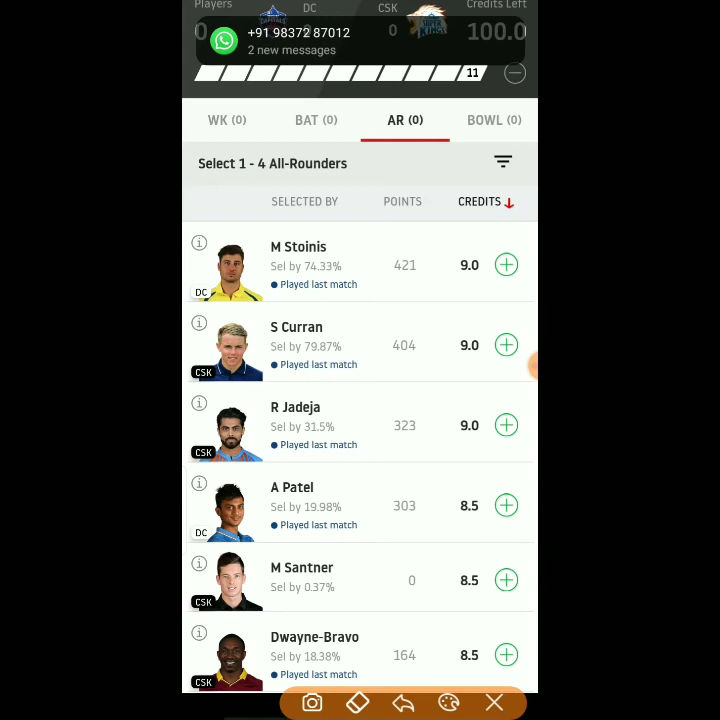 Players
DC
CSK
Credits Left
0
0
100.0
+91 98372 87012
2 new messages
11
WK (0)
BAT (0)
AR (0)
BOWL (0)
Select 1 - 4 All-Rounders
SELECTED BY
POINTS
CREDITS
M Stoinis
Sel by 74.33%
421
9.0
DC
Played last match
S Curran
Sel by 79.87%
404
9.0
CSK
Played last match
R Jadeja
Sel by 31.5%
323
9.0
CSK
Played last match
A Patel
Sel by 19.98%
303
8.5
DC
Played last match
M Santner
Sel by 0.37%
0
8.5
CSK
Dwayne-Bravo
Sel by 18.38%
164
8.5
CSK
Played last match